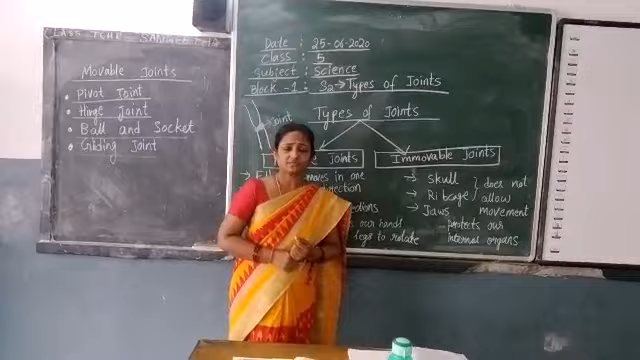 CLASS TCHR - 
Movable Joints
• Pivot Joint
• Hinge Joint
• Ball and Socket
• Gliding Joint
Date : 25-06-2020
Class : 5
Subject : Science
Block -1 : S2→Types of Joints
Joint
Types of Joints
Joints
Immovable Joints
moves in one
direction
our hands
legs to rotate
→ Skull
→ Ribcage
→ Jaws
does not
allow
movement
protects our
internal organs